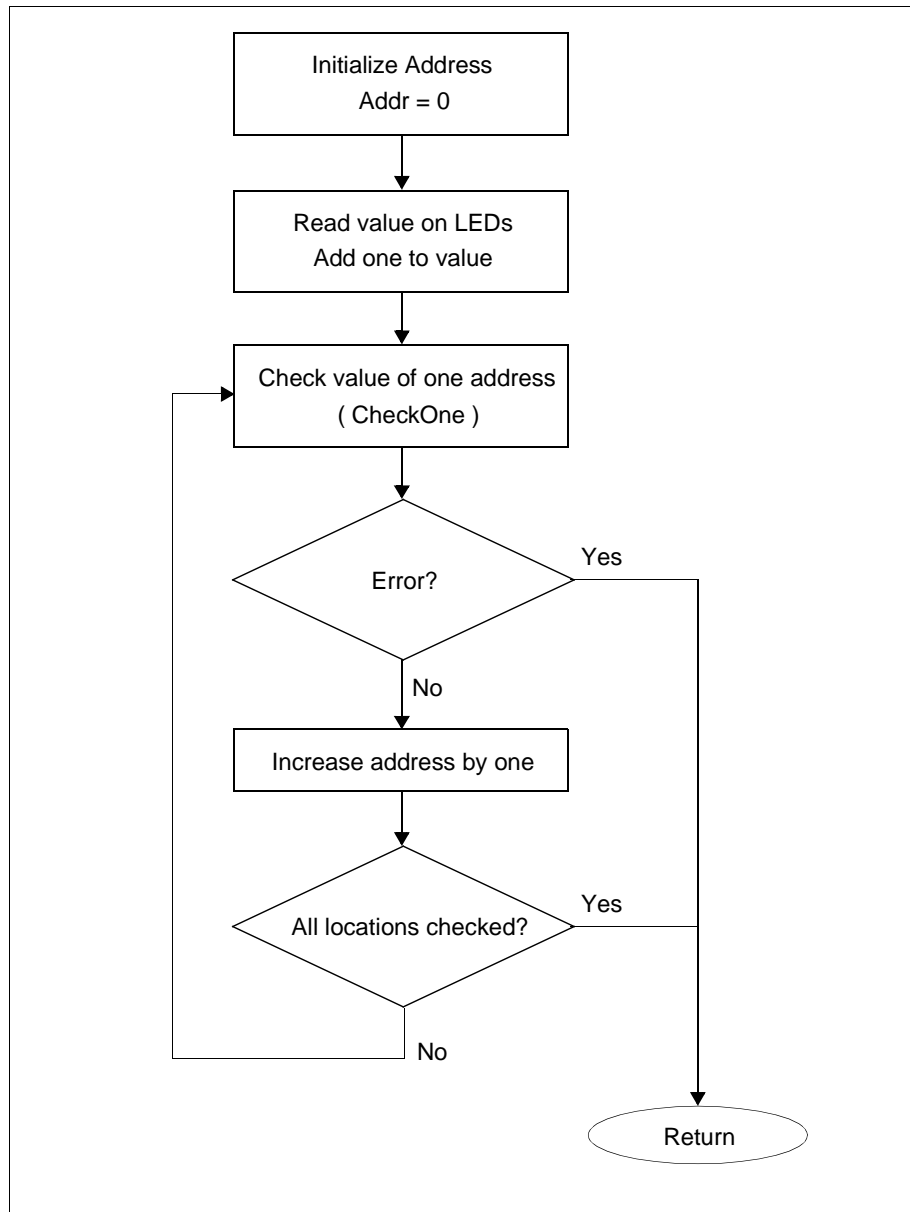 Initialize Address
Addr = 0
Read value on LEDs
Add one to value
Check value of one address
( CheckOne )
Error?
Yes
No
Increase address by one
All locations checked?
Yes
No
Return